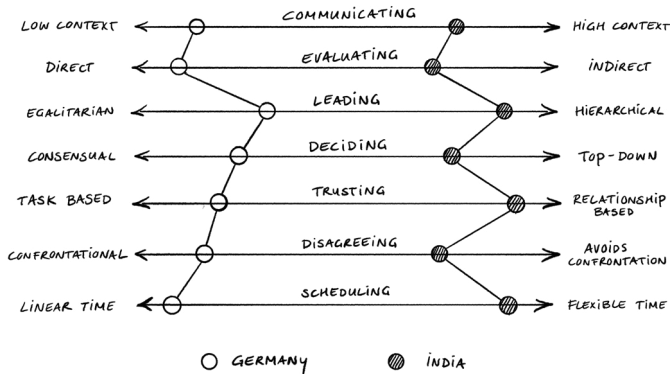 COMMUNICATING
LOW CONTEXT
HIGH CONTEXT
EVALUATING
DIRECT
INDIRECT
LEADING
EGALITARIAN
HIERARCHICAL
DECIDING
CONSENSUAL
TOP-DOWN
TRUSTING
TASK BASED
RELATIONSHIP
BASED
DISAGREEING
CONFRONTATIONAL
AVOIDS
CONFRONTATION
SCHEDULING
LINEAR TIME
FLEXIBLE TIME
GERMANY
INDIA